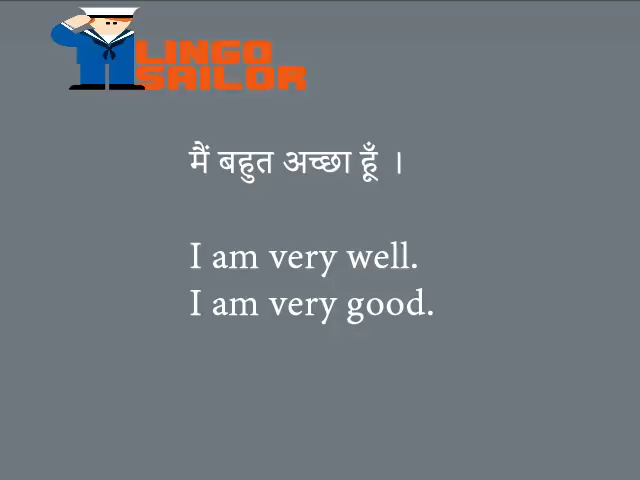 LINGO
SAILOR
मैं बहुत अच्छा हूँ ।
I am very well.
I am very good.